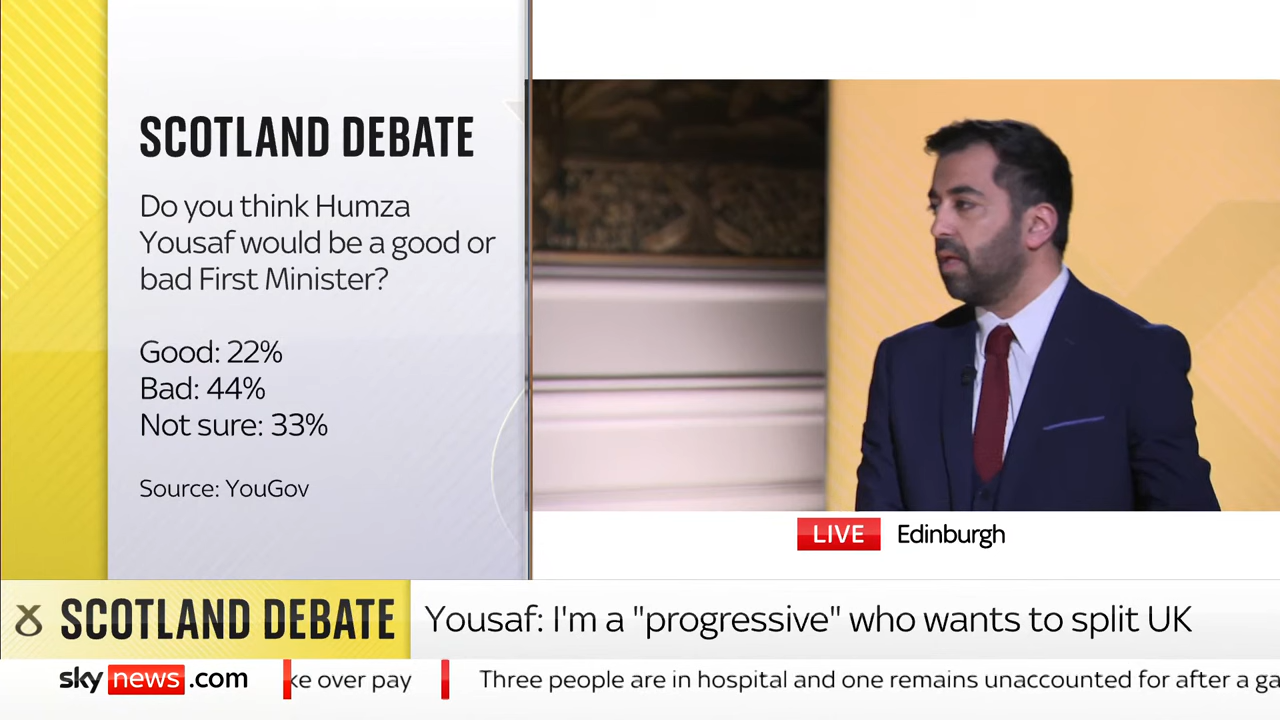 SCOTLAND DEBATE
Do you think Humza
Yousaf would be a good or
bad First Minister?
Good: 22%
Bad: 44%
Not sure: 33%
Source: YouGov
LIVE Edinburgh
SCOTLAND DEBATE
Yousaf: I'm a "progressive" who wants to split UK
sky news.com
ke over pay
Three people are in hospital and one remains unaccounted for after a ga